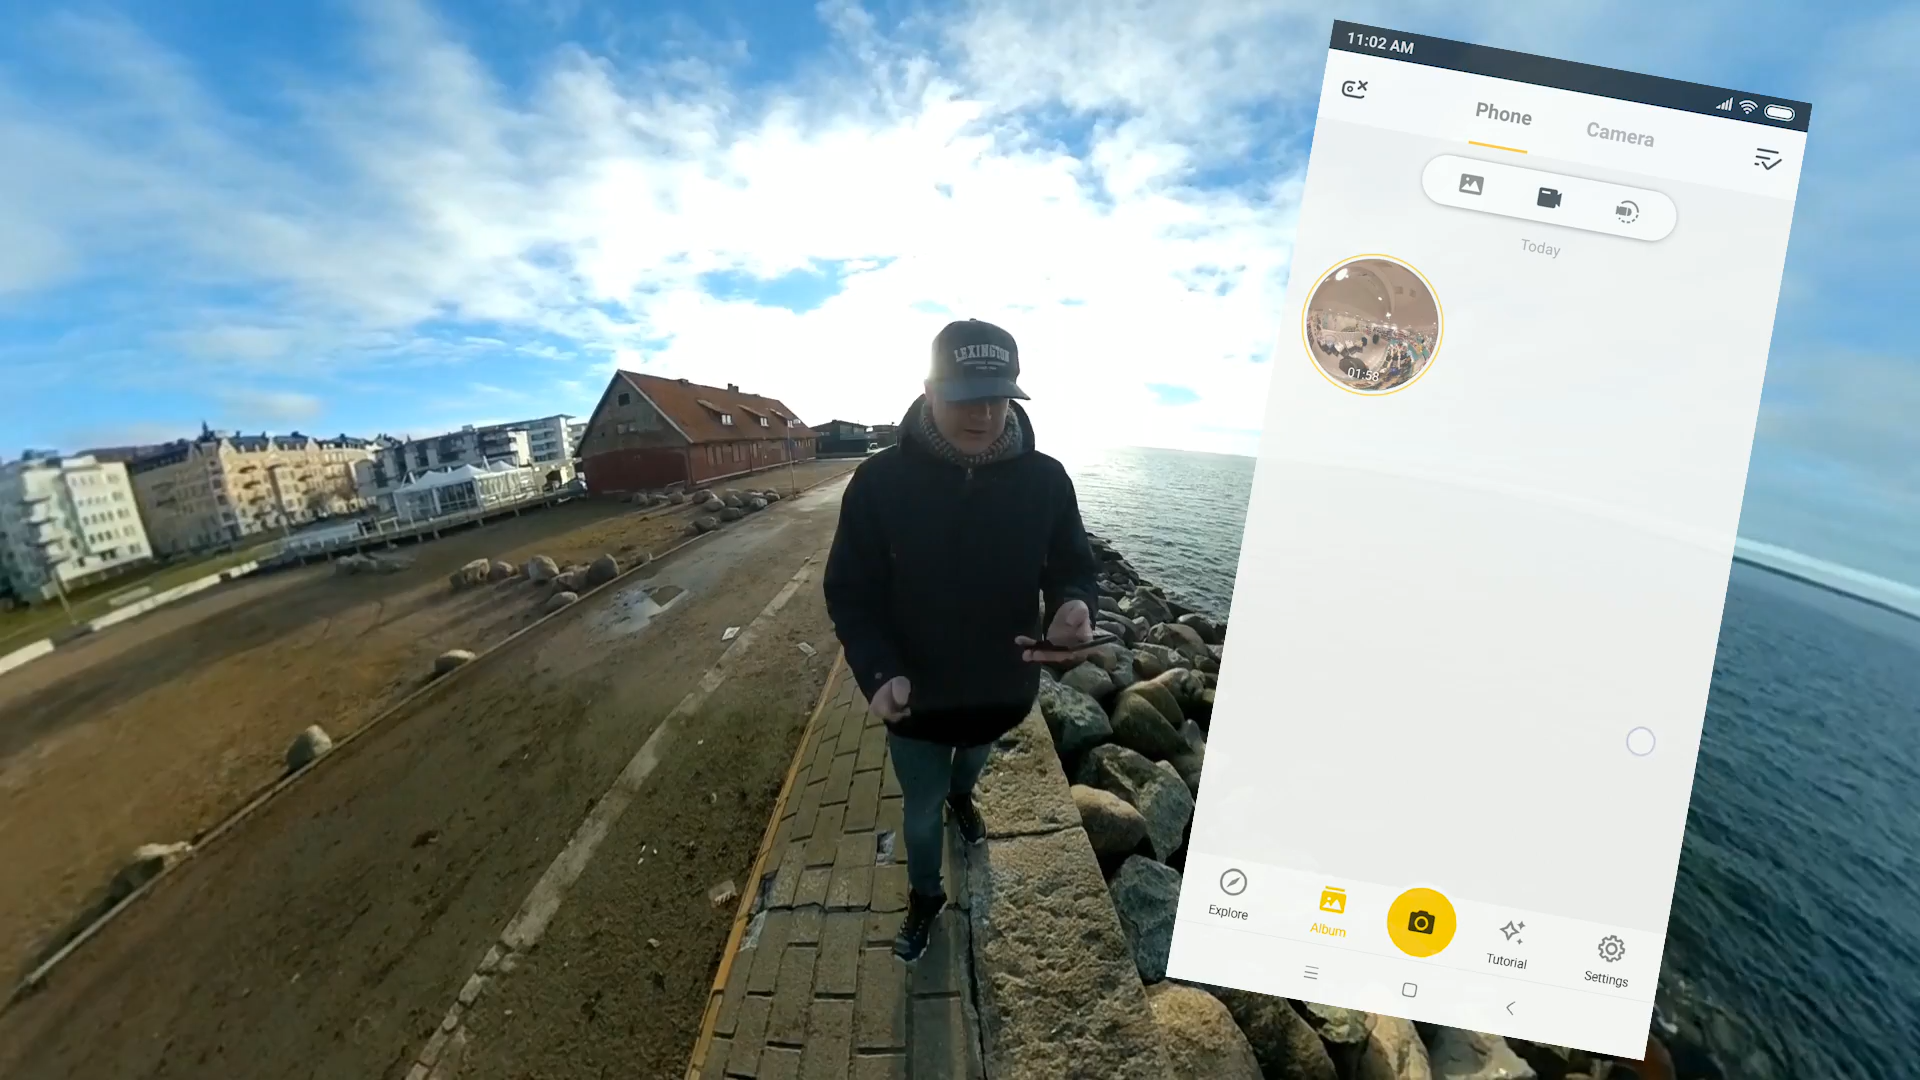 LEXINGTON
11:02 AM
Phone
Camera
Today
01:58
Explore
Album
Tutorial
Settings